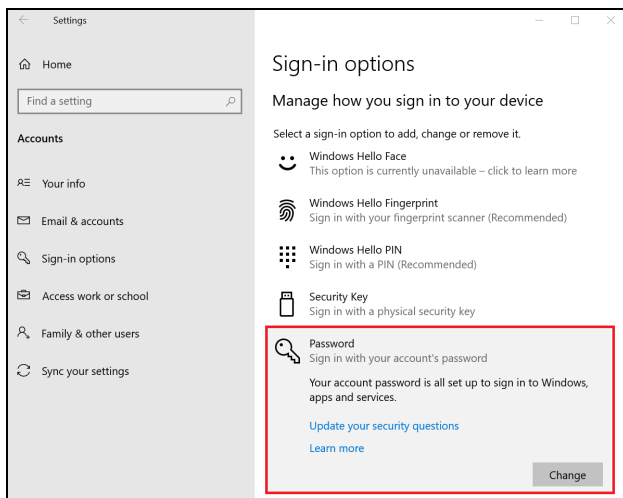 Settings
Home
Find a setting
Accounts
Your info
Email & accounts
Sign-in options
Access work or school
Family & other users
Sync your settings
Sign-in options
Manage how you sign in to your device
Select a sign-in option to add, change or remove it.
Windows Hello Face
This option is currently unavailable – click to learn more
Windows Hello Fingerprint
Sign in with your fingerprint scanner (Recommended)
Windows Hello PIN
Sign in with a PIN (Recommended)
Security Key
Sign in with a physical security key
Password
Sign in with your account's password
Your account password is all set up to sign in to Windows,
apps and services.
Update your security questions
Learn more
Change